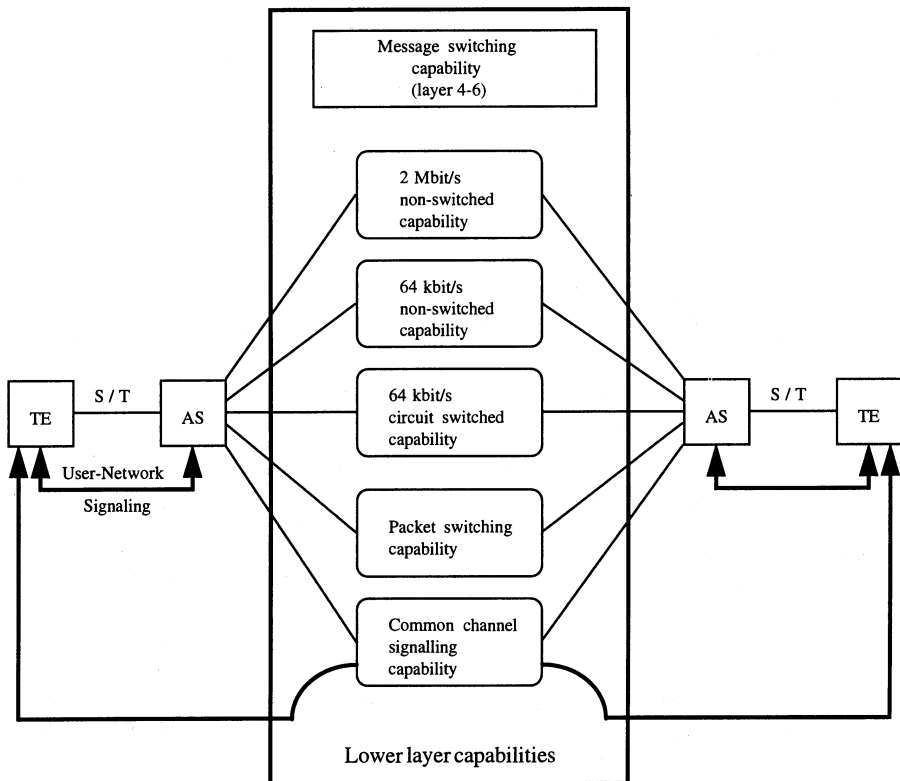 Message switching
capability
(layer 4-6)
2 Mbit/s
non-switched
capability
64 kbit/s
non-switched
capability
S / T
TE
AS
64 kbit/s
circuit switched
capability
AS
S / T
TE
User-Network
Signaling
Packet switching
capability
Common channel
signalling
capability
Lower layer capabilities